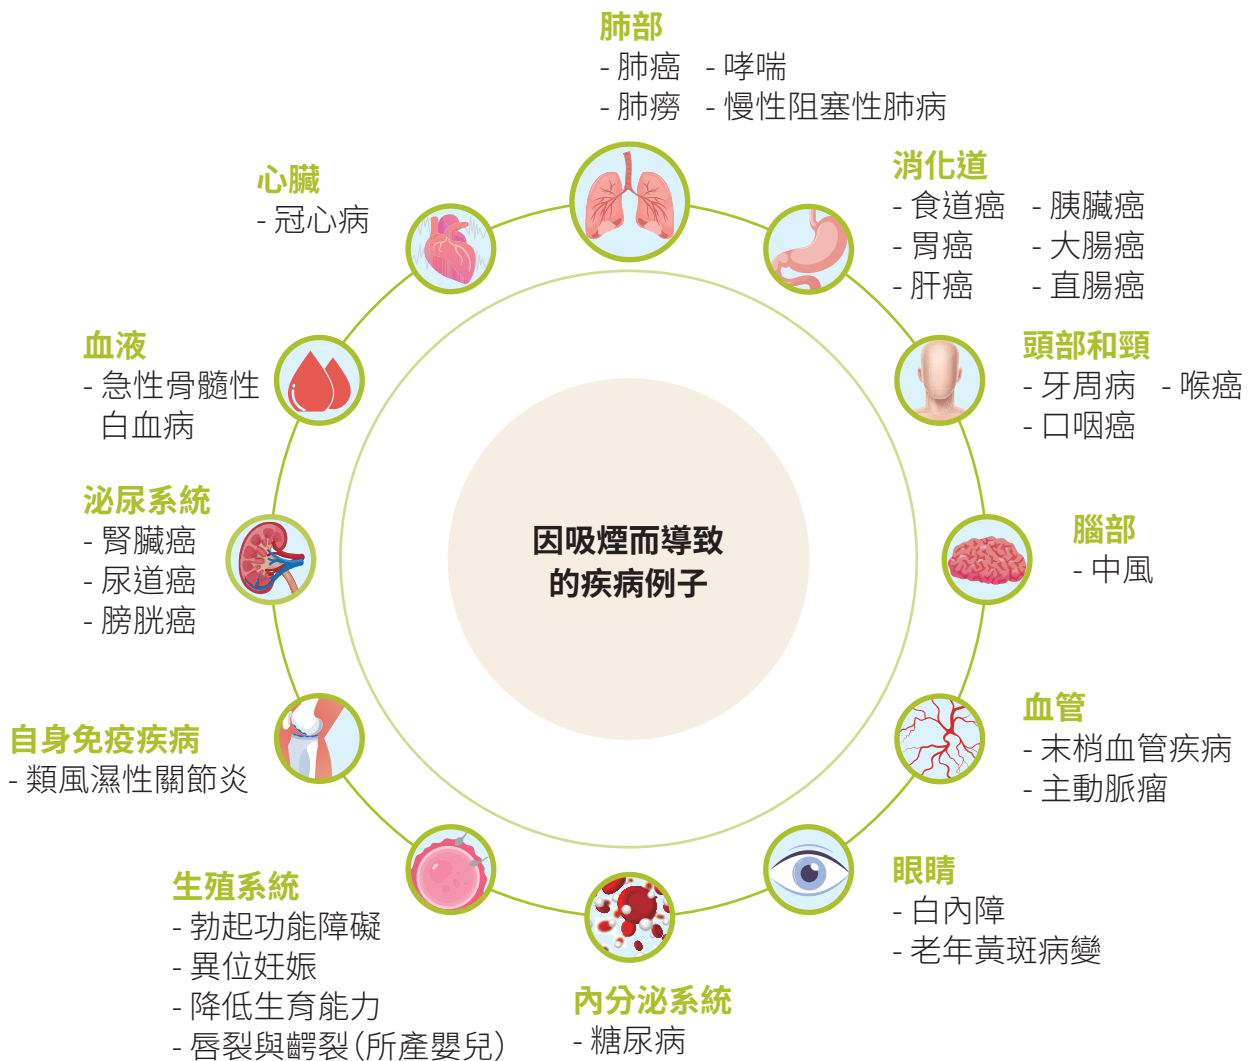 肺部
- 肺癌 - 哮喘
- 肺癆 - 慢性阻塞性肺病
消化道
- 食道癌 - 胰臟癌
- 胃癌 - 大腸癌
- 肝癌 - 直腸癌
頭部和頸
- 牙周病 - 喉癌
- 口咽癌
腦部
- 中風
血管
- 末梢血管疾病
- 主動脈瘤
眼睛
- 白內障
- 老年黃斑病變
內分泌系統
- 糖尿病
生殖系統
- 勃起功能障礙
- 異位妊娠
- 降低生育能力
- 唇裂與齶裂（所產嬰兒）
自身免疫疾病
- 類風濕性關節炎
泌尿系統
- 腎臟癌
- 尿道癌
- 膀胱癌
血液
- 急性骨髓性
白血病
心臟
- 冠心病
因吸煙而導致
的疾病例子